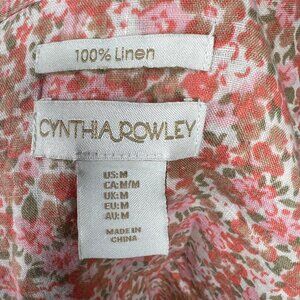 100% Linen
CYNTHIA ROWLEY
US: M
CA: M/M
UK: M
EU: M
AU: M
MADE IN
CHINA